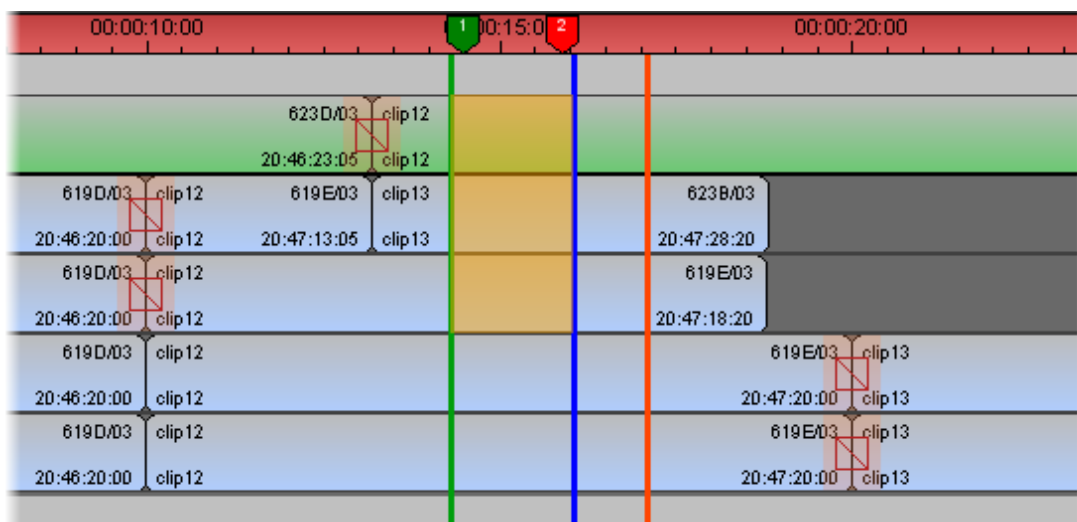 00:00:10:00 1 00:00:15:0 2 00:00:20:00
623D/03 clip12
20:46:23:05 clip12
619D/03 clip12 619E/03 clip13 623B/03
20:46:20:00 clip12 20:47:13:05 clip13 20:47:28:20
619D/03 clip12 619E/03
20:46:20:00 clip12 20:47:18:20
619D/03 clip12 619E/03 clip13
20:46:20:00 clip12 20:47:20:00 clip13
619D/03 clip12 619E/03 clip13
20:46:20:00 clip12 20:47:20:00 clip13